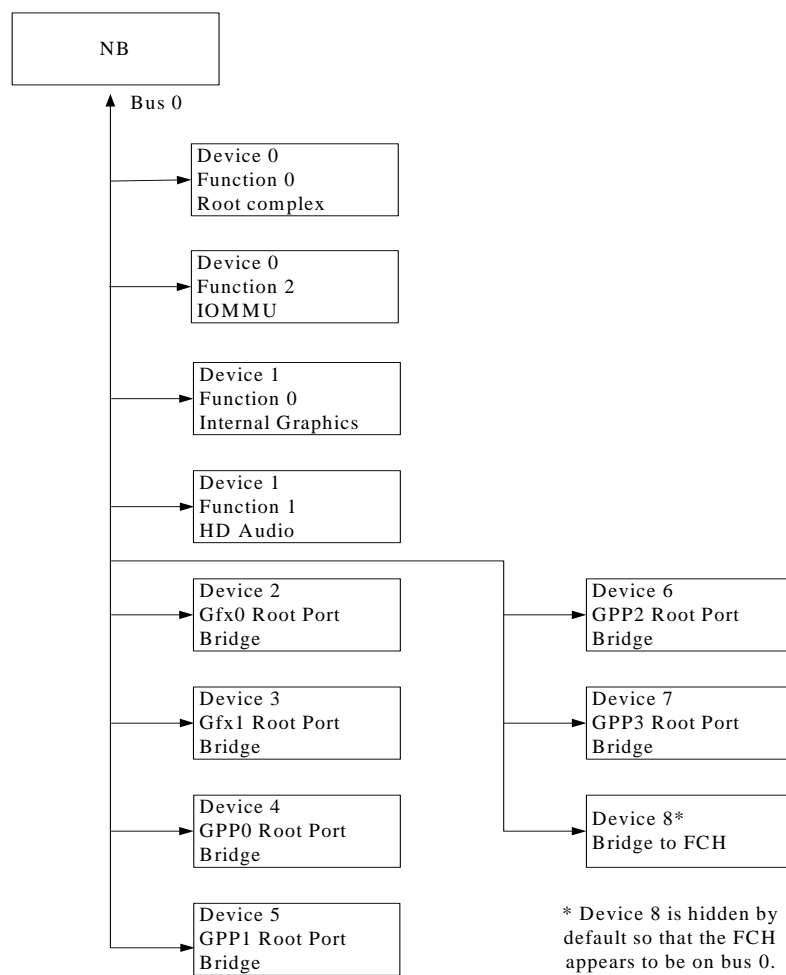 NB
Bus 0
Device 0
Function 0
Root complex
Device 0
Function 2
IOMMU
Device 1
Function 0
Internal Graphics
Device 1
Function 1
HD Audio
Device 2
Gfx0 Root Port
Bridge
Device 3
Gfx1 Root Port
Bridge
Device 4
GPP0 Root Port
Bridge
Device 5
GPP1 Root Port
Bridge
Device 6
GPP2 Root Port
Bridge
Device 7
GPP3 Root Port
Bridge
Device 8*
Bridge to FCH
* Device 8 is hidden by
default so that the FCH
appears to be on bus 0.